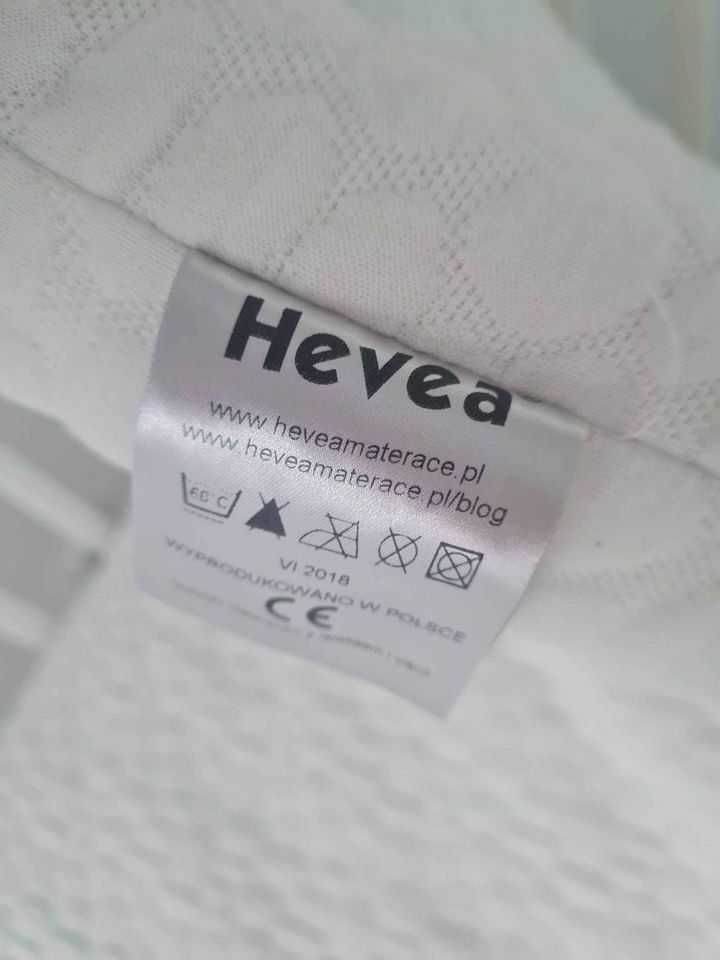 Hevea
www.heveamaterace.pl
www.heveamaterace.pl/blog
60°C
VI 2018
WYPRODUKOWANO W POLSCE
CE